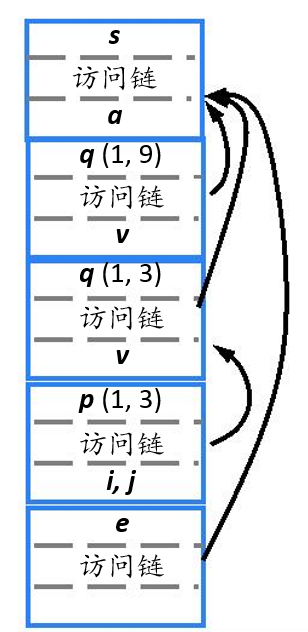 s
访问链
a
q (1, 9)
访问链
v
q (1, 3)
访问链
v
p (1, 3)
访问链
i, j
e
访问链